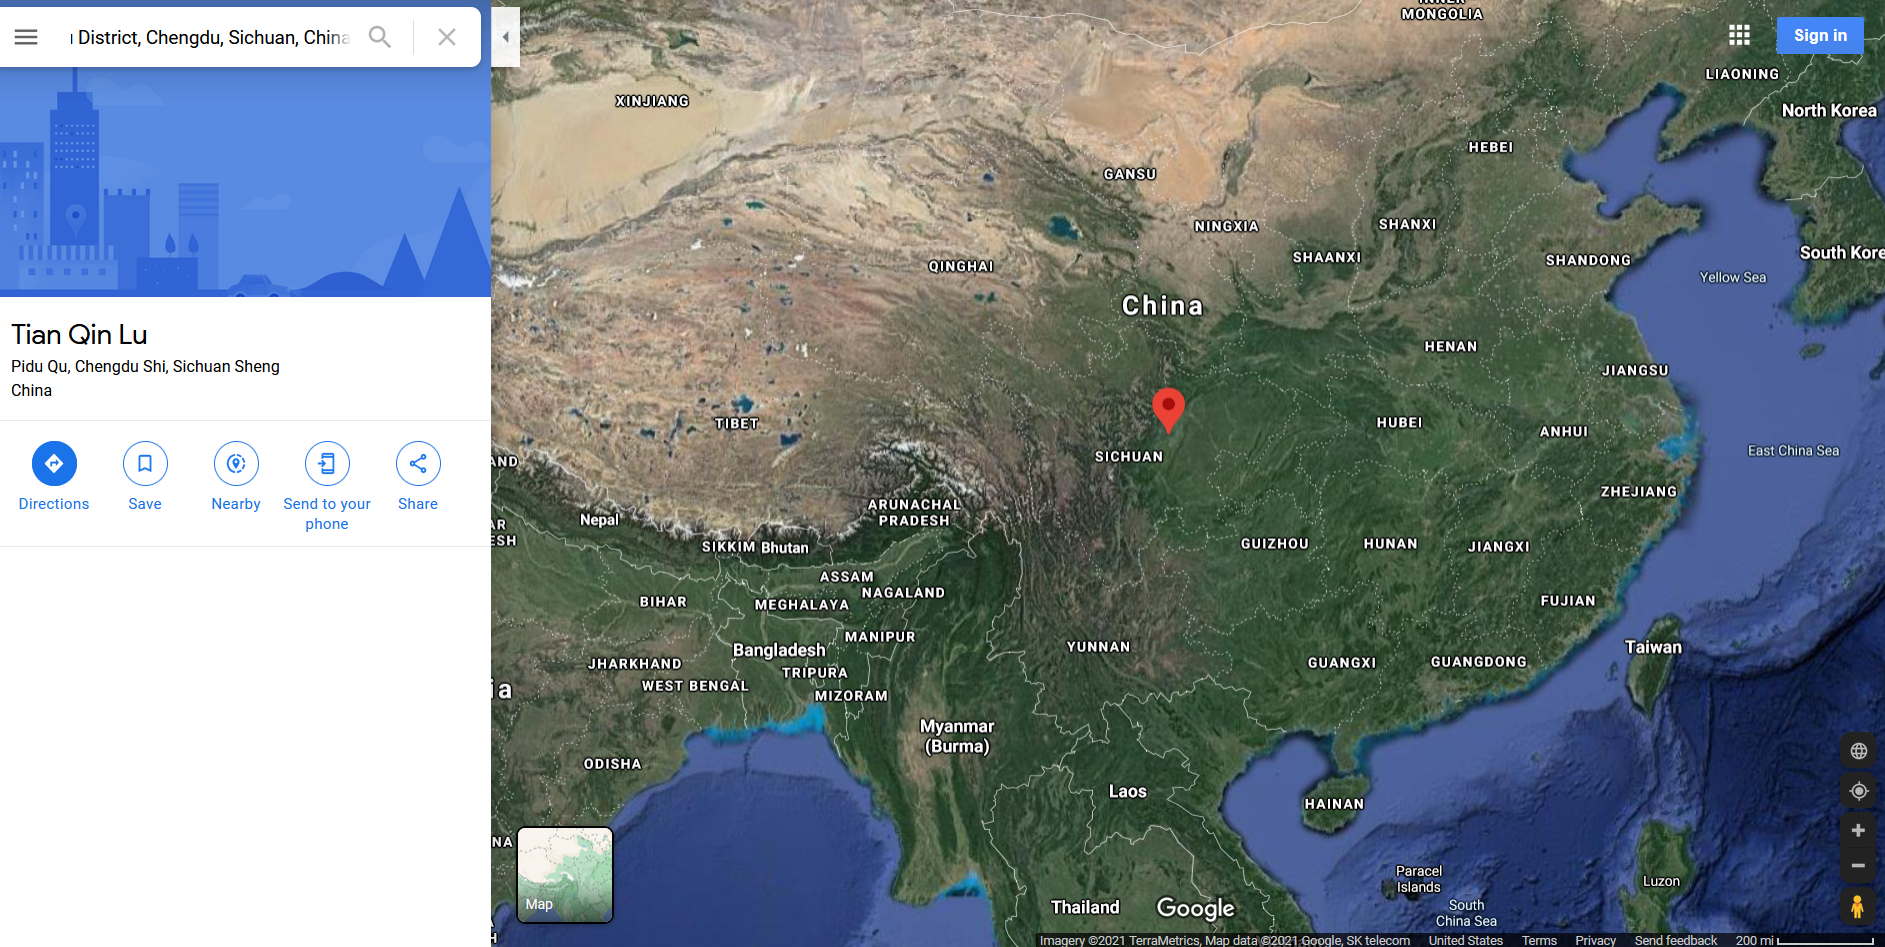 District, Chengdu, Sichuan, China
Tian Qin Lu
Pidu Qu, Chengdu Shi, Sichuan Sheng
China
Directions
Save
Nearby
Send to your
phone
Share
Sign in
MONGOLIA
LIAONING
XINJIANG
North Korea
HEBEI
GANSU
NINGXIA
SHANXI
SHAANXI
SHANDONG
South Kore
QINGHAI
Yellow Sea
China
HENAN
JIANGSU
TIBET
HUBEI
ANHUI
East China Sea
SICHUAN
AND
ZHEJIANG
ARUNACHAL
PRADESH
Nepal
AR
ESH
SIKKIM
Bhutan
GUIZHOU
HUNAN
JIANGXI
ASSAM
NAGALAND
BIHAR
MEGHALAYA
FUJIAN
MANIPUR
YUNNAN
Bangladesh
Taiwan
JHARKHAND
TRIPURA
GUANGXI
GUANGDONG
WEST BENGAL
MIZORAM
ia
Myanmar
(Burma)
ODISHA
Laos
HAINAN
NA
Paracel
Islands
Luzon
Map
Thailand
Google
South
China Sea
Imagery ©2021 TerraMetrics, Map data ©2021 Google, SK telecom United States Terms Privacy Send feedback 200 mi